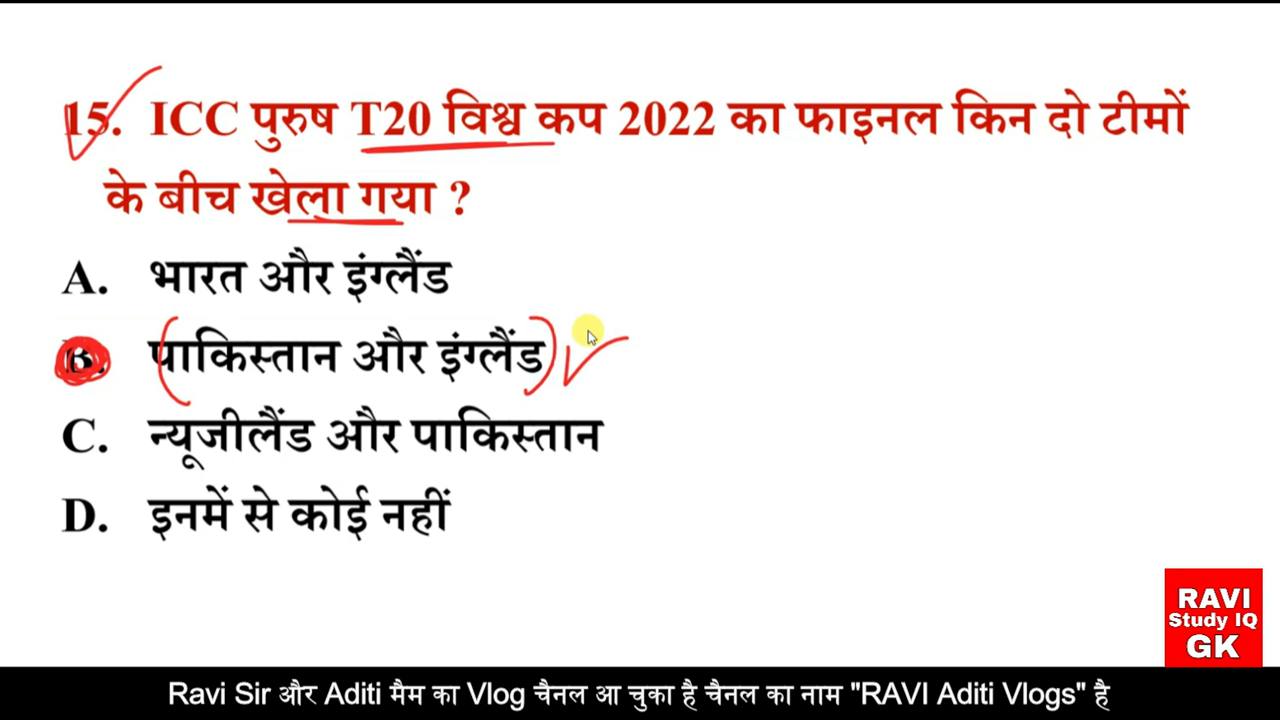 15. ICC पुरुष T20 विश्व कप 2022 का फाइनल किन दो टीमों
के बीच खेला गया ?
A. भारत और इंग्लैंड
B. पाकिस्तान और इंग्लैंड
C. न्यूजीलैंड और पाकिस्तान
D. इनमें से कोई नहीं
RAVI
Study IQ
GK
Ravi Sir और Aditi मैम का Vlog चैनल आ चुका है चैनल का नाम "RAVI Aditi Vlogs" है